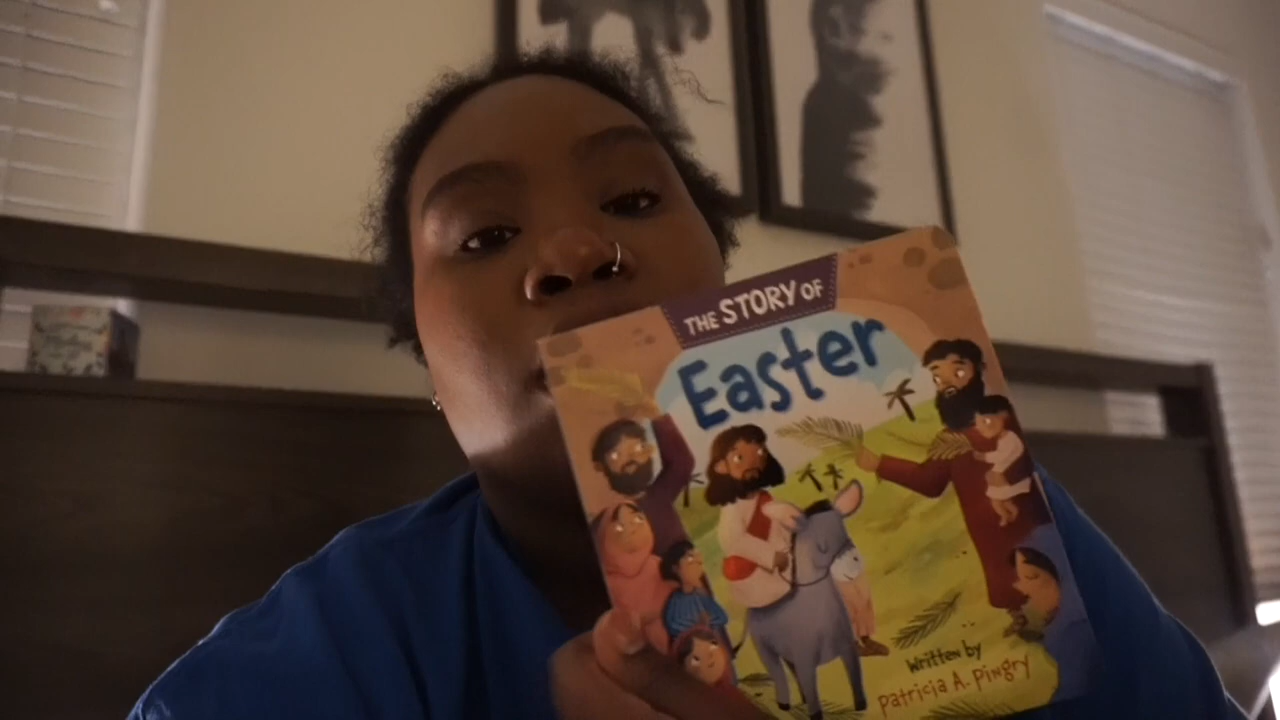 THE STORY OF
Easter
written by
Patricia A. Pingry